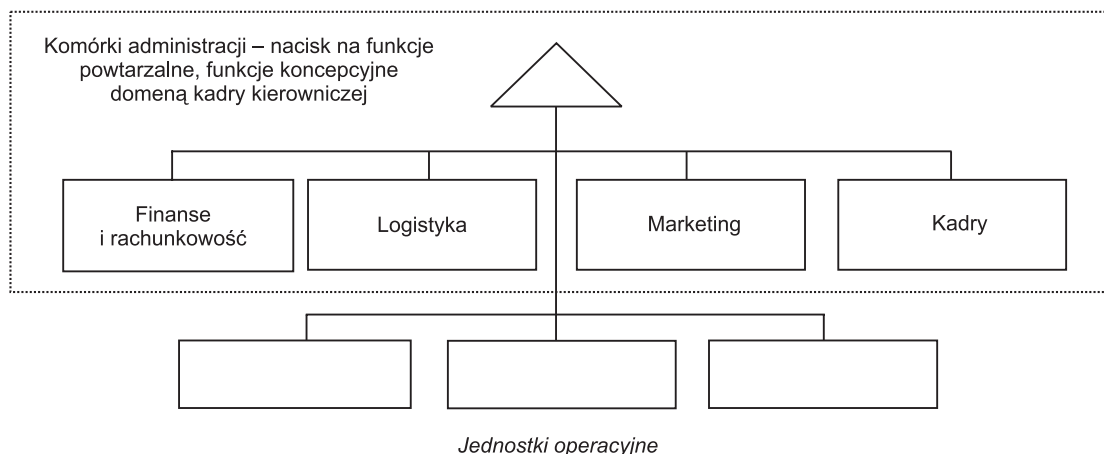 Komórki administracji – nacisk na funkcje
powtarzalne, funkcje koncepcyjne
domeną kadry kierowniczej
Finanse
i rachunkowość
Logistyka
Marketing
Kadry
Jednostki operacyjne